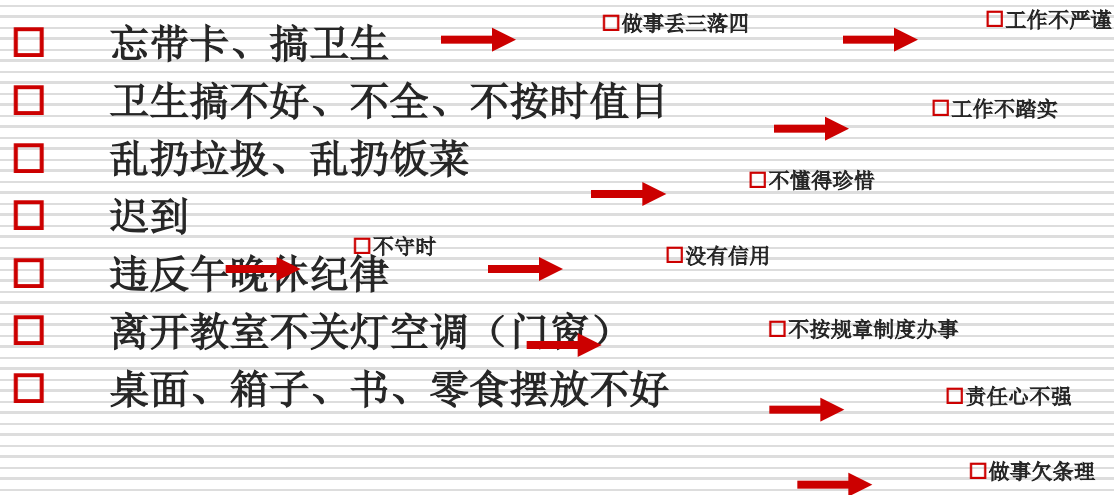 忘带卡、搞卫生
做事丢三落四
工作不严谨
卫生搞不好、不全、不按时值日
工作不踏实
乱扔垃圾、乱扔饭菜
不懂得珍惜
迟到
不守时
没有信用
违反午晚休纪律
离开教室不关灯空调（门窗）
不按规章制度办事
桌面、箱子、书、零食摆放不好
责任心不强
做事欠条理